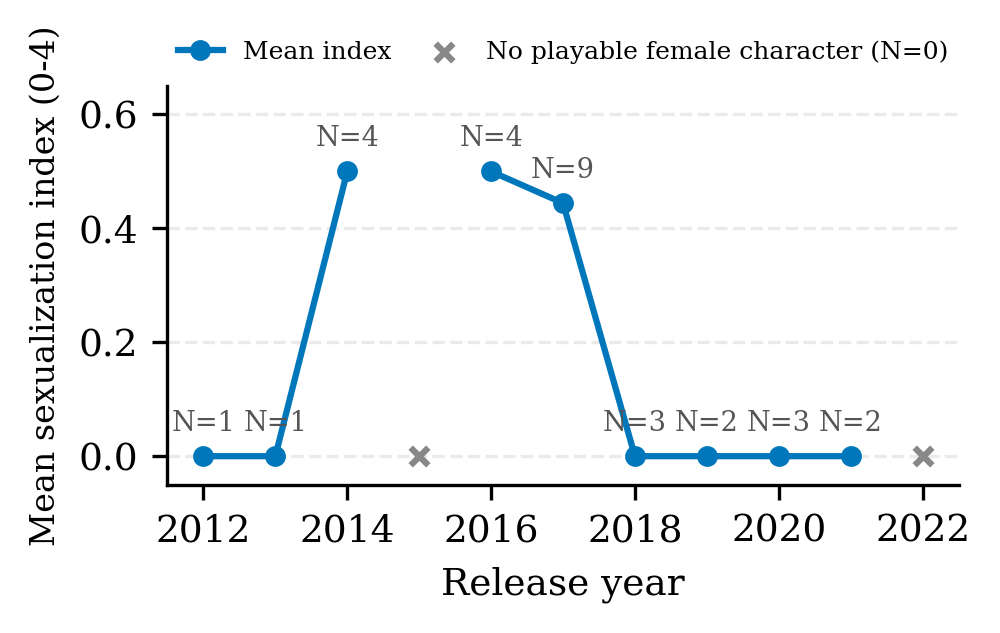 Mean index
No playable female character (N=0)
Mean sexualization index (0-4)
0.6
0.4
0.2
0.0
N=4
N=4
N=9
N=1
N=1
N=3
N=2
N=3
N=2
2012
2014
2016
2018
2020
2022
Release year